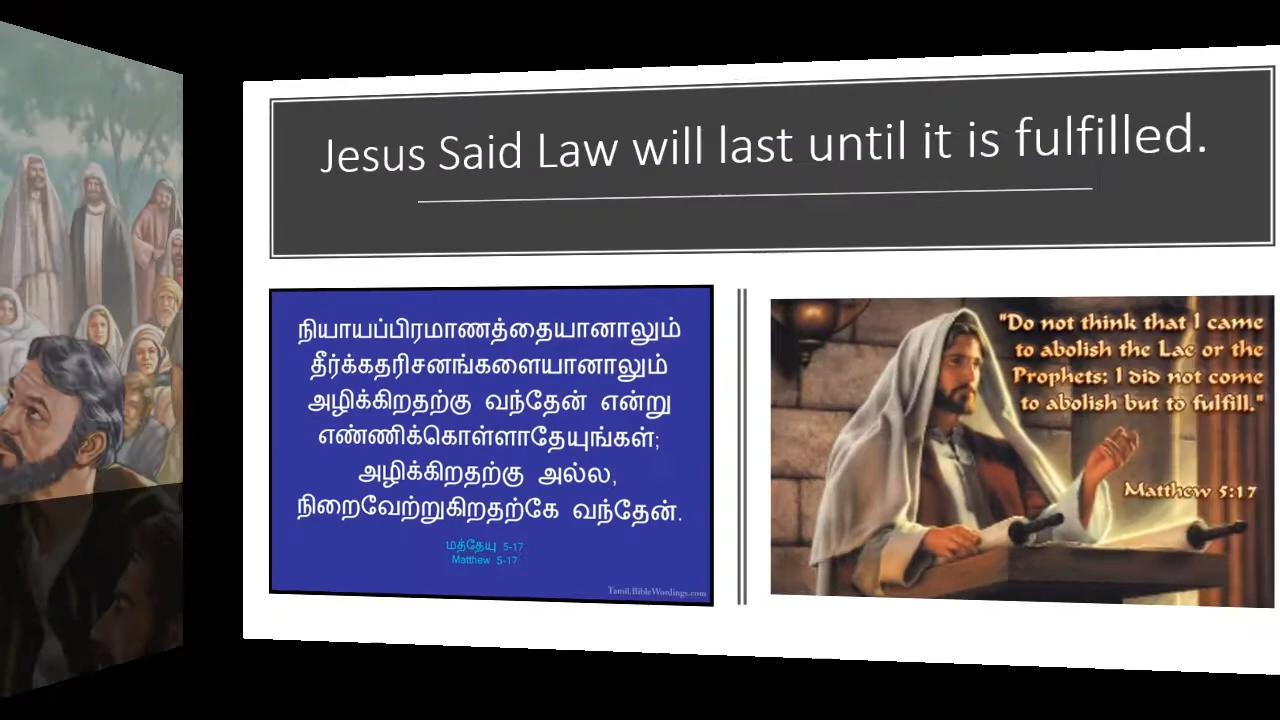 Jesus Said Law will last until it is fulfilled.
நியாயப்பிரமாணத்தையானாலும்
தீர்க்கதரிசனங்களையானாலும்
அழிக்கிறதற்கு வந்தேன் என்று
எண்ணிக்கொள்ளாதேயுங்கள்;
அழிக்கிறதற்கு அல்ல,
நிறைவேற்றுகிறதற்கே வந்தேன்.
மத்தேயு 5-17
Matthew 5-17
Tamil.BibleWordings.com
"Do not think that I came
to abolish the Lae or the
Prophets; I did not come
to abolish but to fulfill."
Matthew 5:17